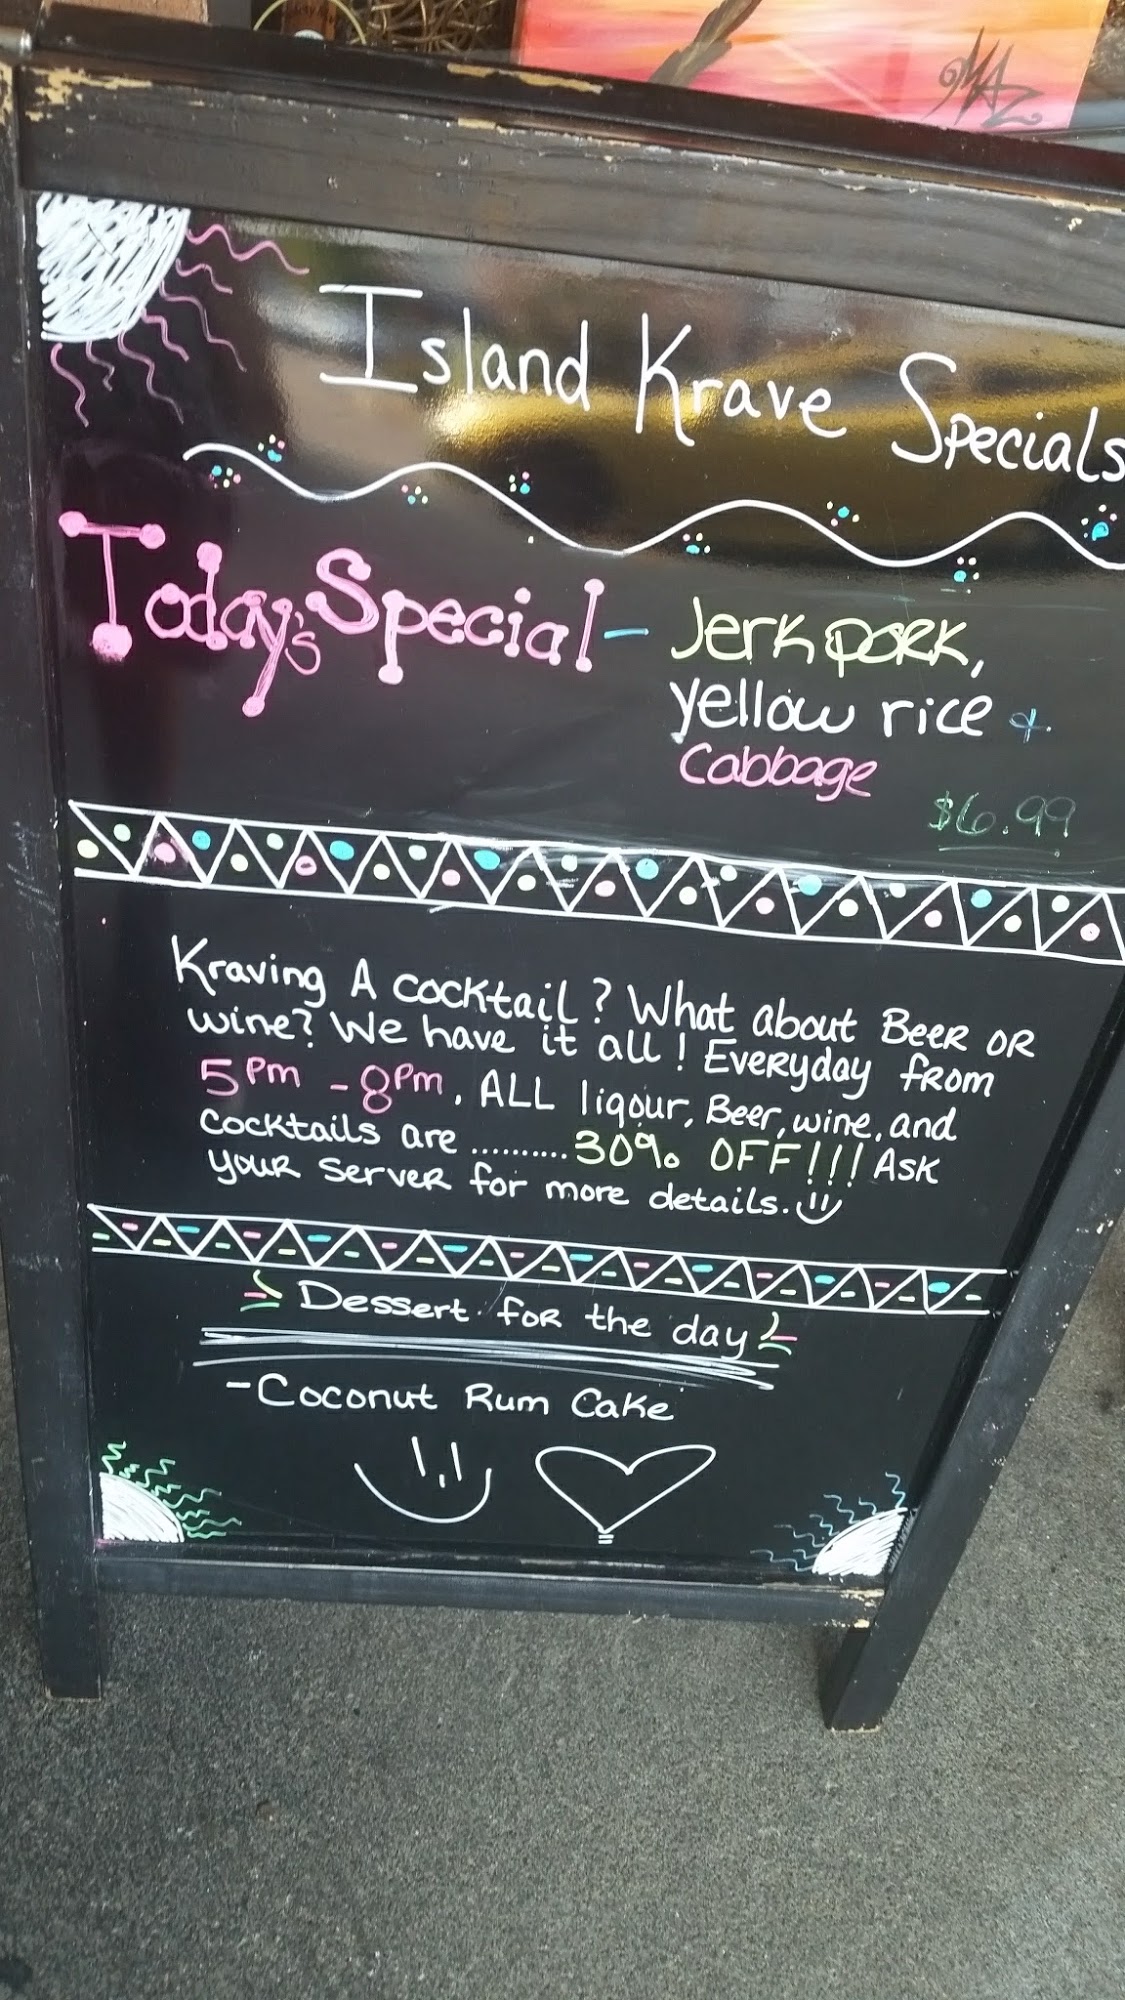 MAZ
Island Krave Specials
Today's Special - Jerk pork,
yellow rice +
Cabbage
$6.99
Kraving A cocktail? What about Beer OR
wine? We have it all! Everyday from
5pm - 8pm, ALL liqour, Beer, wine, and
cocktails are .......... 30% OFF!!! Ask
your server for more details.
Dessert for the day
- Coconut Rum Cake